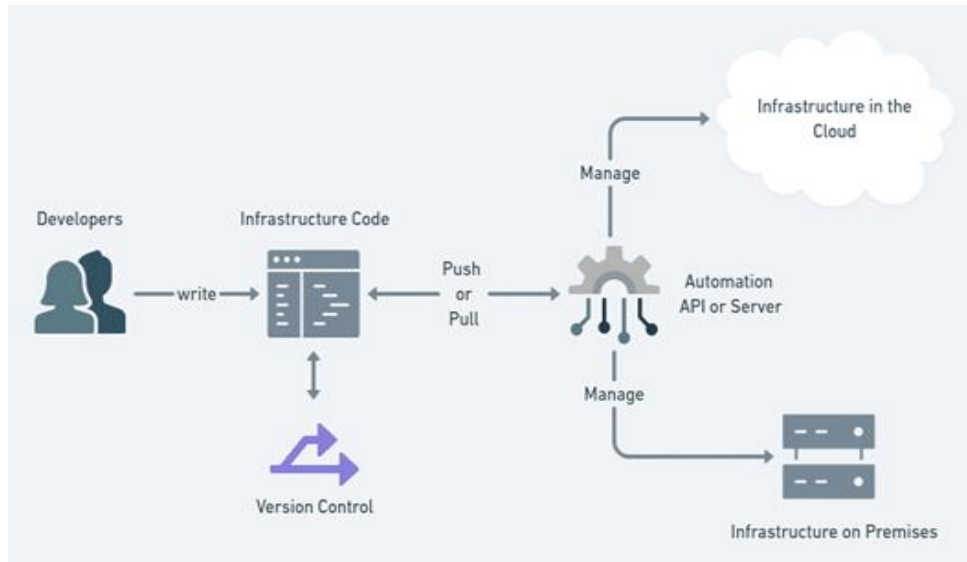 Infrastructure in the
Cloud
Manage
Developers
Infrastructure Code
write
Push
or
Pull
Automation
API or Server
Manage
Version Control
Infrastructure on Premises